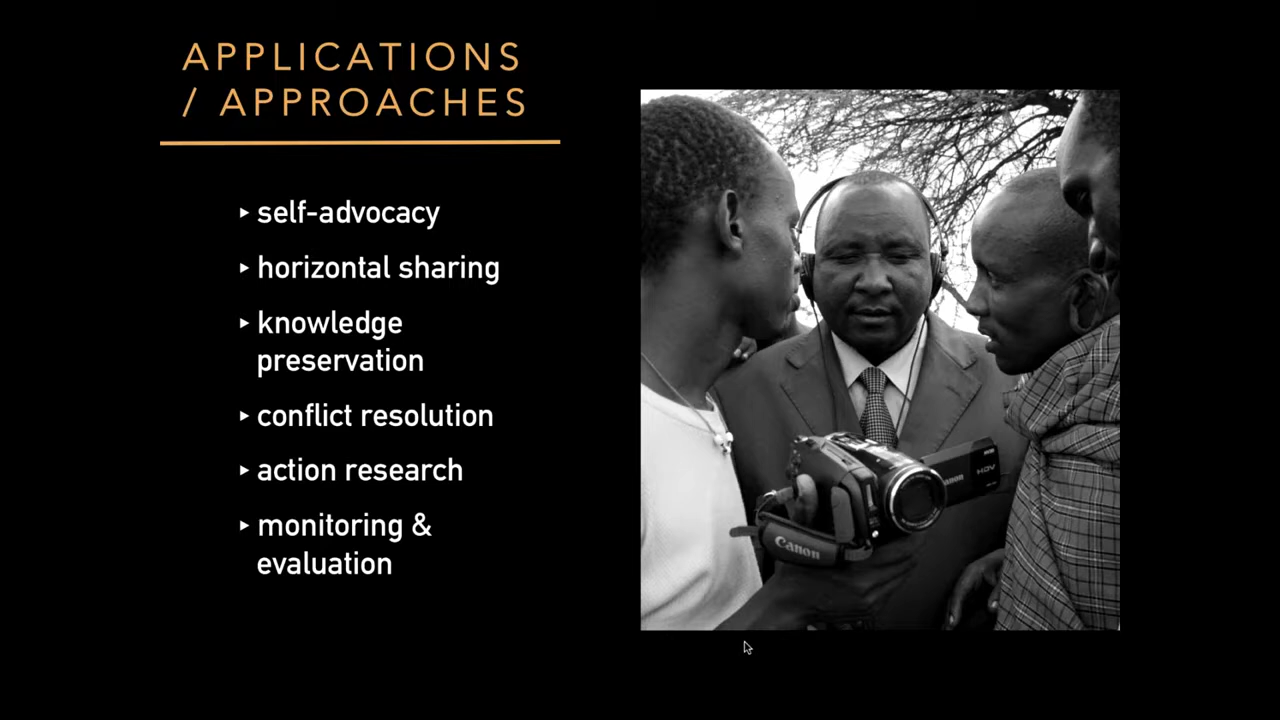 APPLICATIONS
/ APPROACHES
▸ self-advocacy
▸ horizontal sharing
▸ knowledge
preservation
▸ conflict resolution
▸ action research
▸ monitoring &
evaluation
Canon
HDV